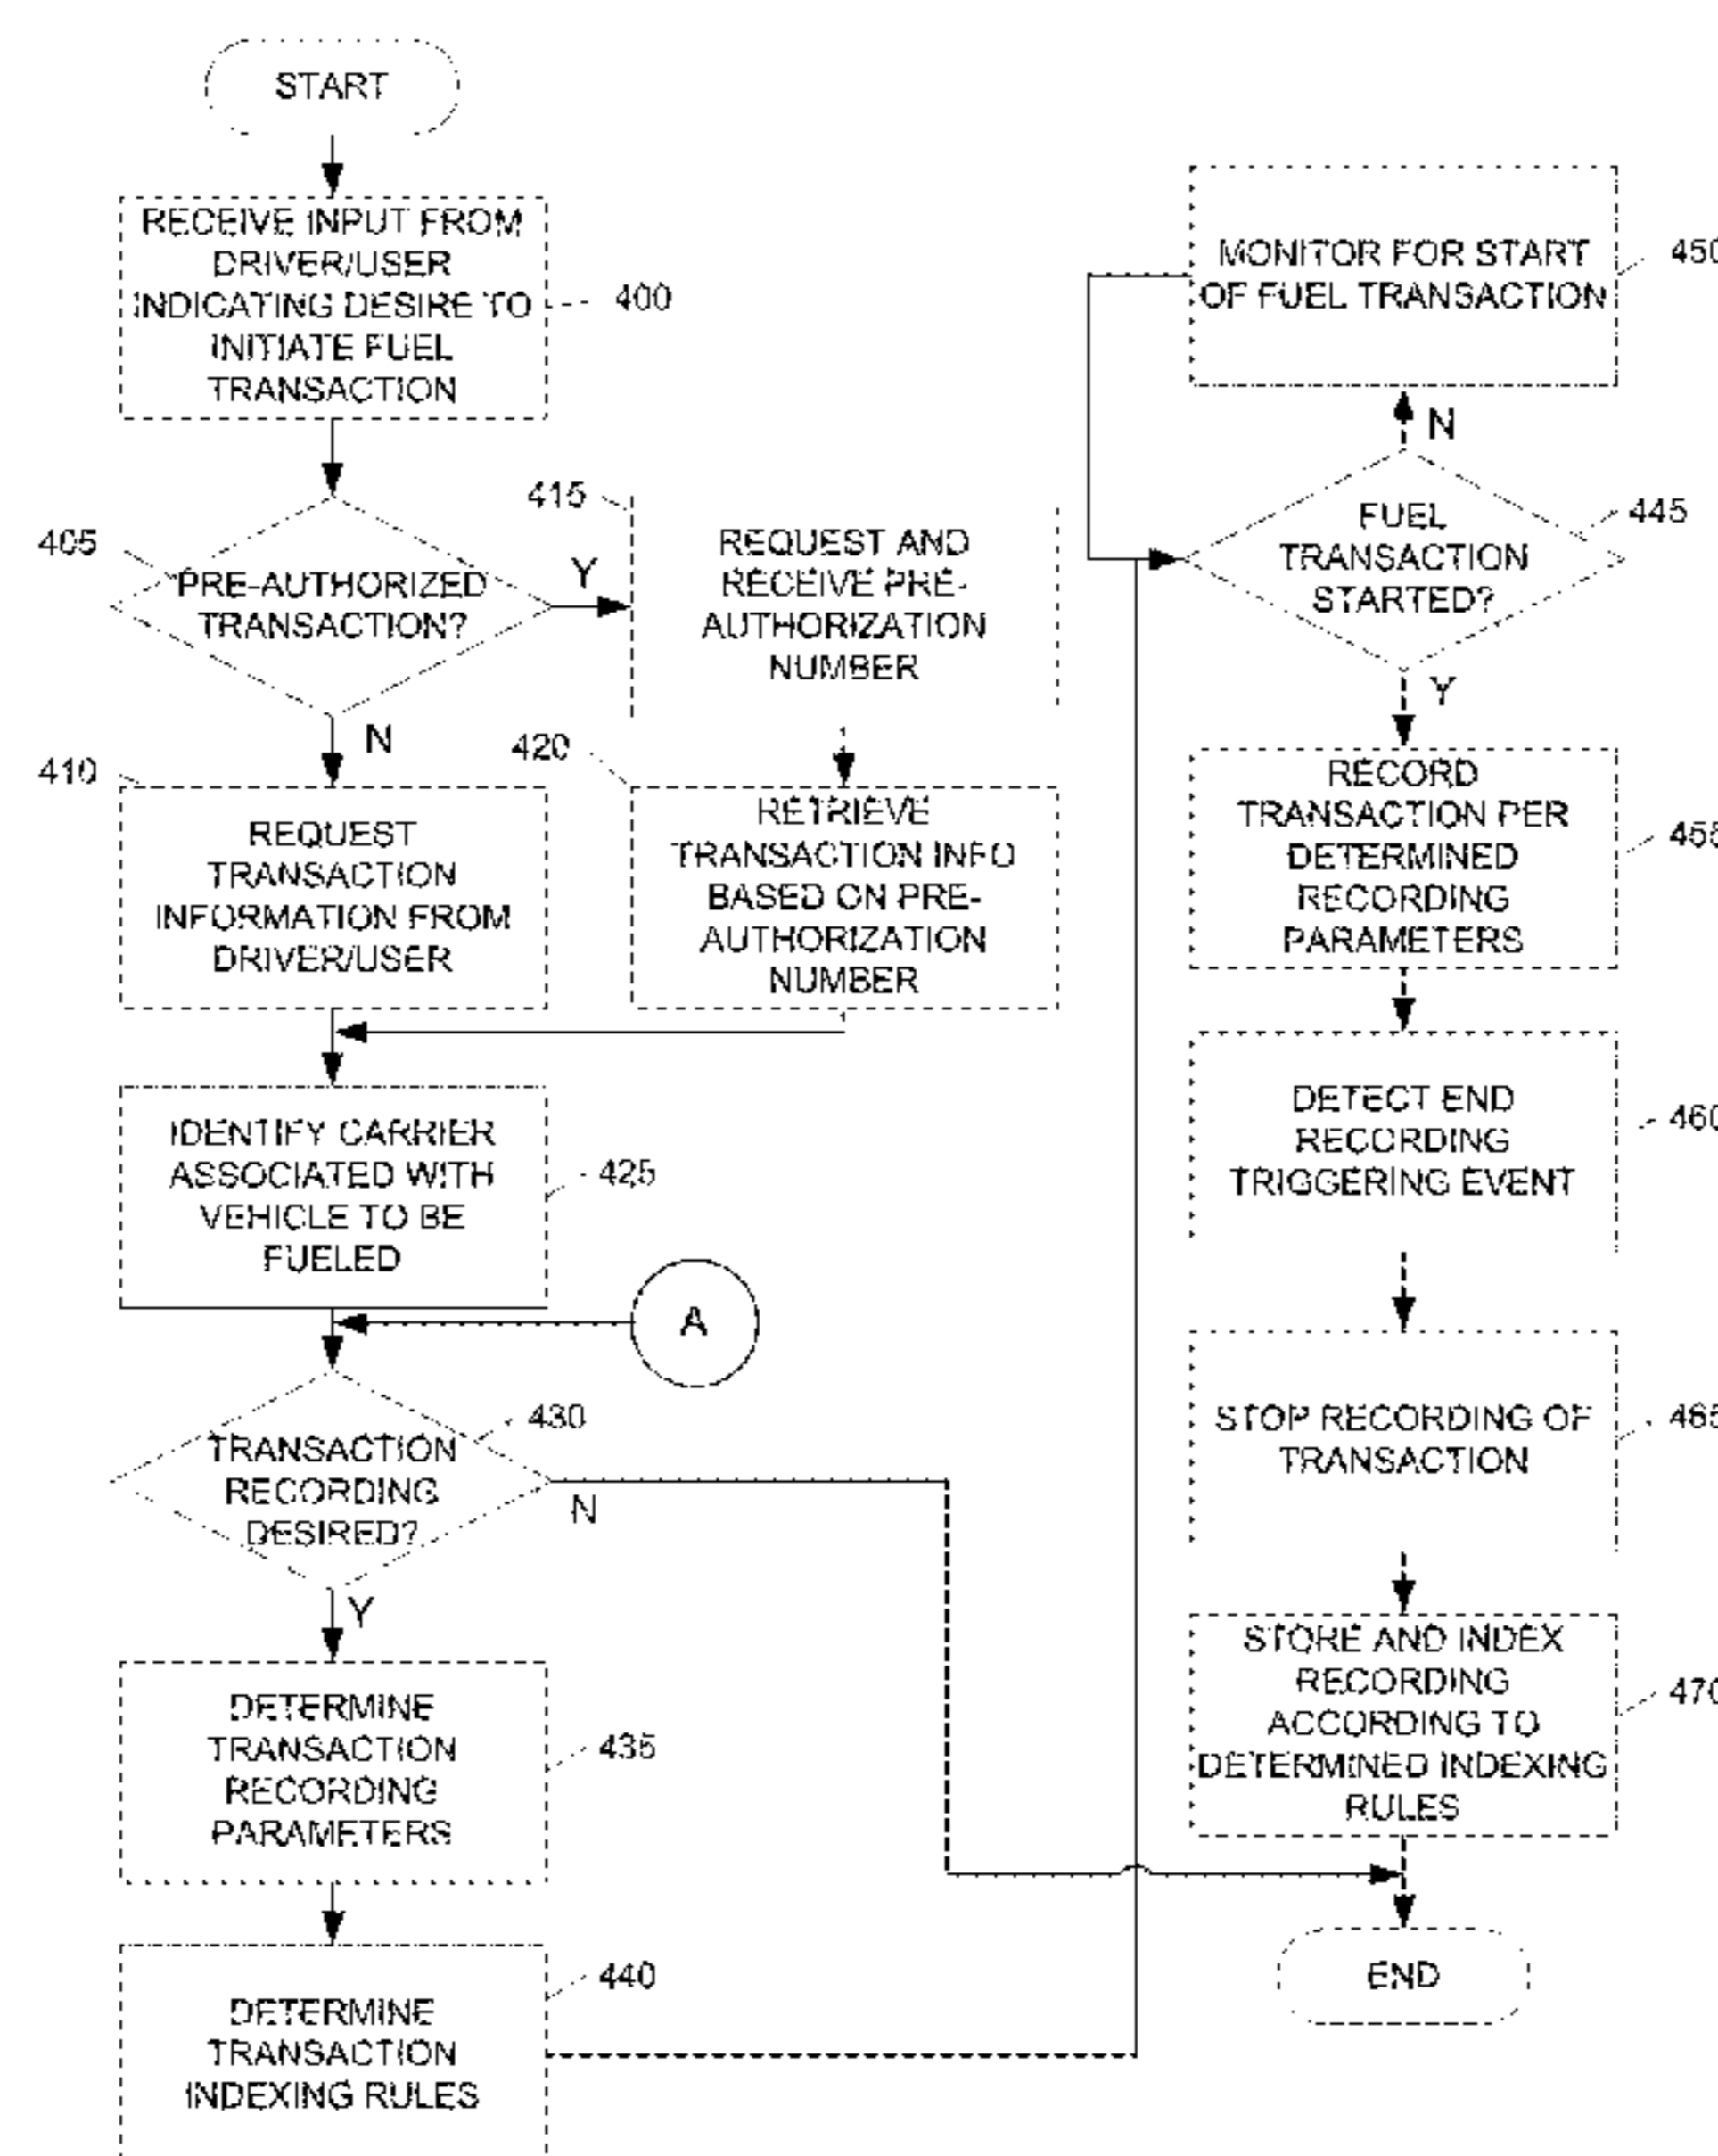 START
RECEIVE INPUT FROM
DRIVER/USER
INDICATING DESIRE TO
INITIATE FUEL
TRANSACTION
400
405
PRE-AUTHORIZED
TRANSACTION?
Y
N
415
REQUEST AND
RECEIVE PRE-
AUTHORIZATION
NUMBER
410
REQUEST
TRANSACTION
INFORMATION FROM
DRIVER/USER
420
RETRIEVE
TRANSACTION INFO
BASED ON PRE-
AUTHORIZATION
NUMBER
IDENTIFY CARRIER
ASSOCIATED WITH
VEHICLE TO BE
FUELED
425
A
430
TRANSACTION
RECORDING
DESIRED?
N
Y
DETERMINE
TRANSACTION
RECORDING
PARAMETERS
435
440
DETERMINE
TRANSACTION
INDEXING RULES
MONITOR FOR START
OF FUEL TRANSACTION
450
N
FUEL
TRANSACTION
STARTED?
445
Y
RECORD
TRANSACTION PER
DETERMINED
RECORDING
PARAMETERS
455
DETECT END
RECORDING
TRIGGERING EVENT
460
STOP RECORDING OF
TRANSACTION
465
STORE AND INDEX
RECORDING
ACCORDING TO
DETERMINED INDEXING
RULES
470
END